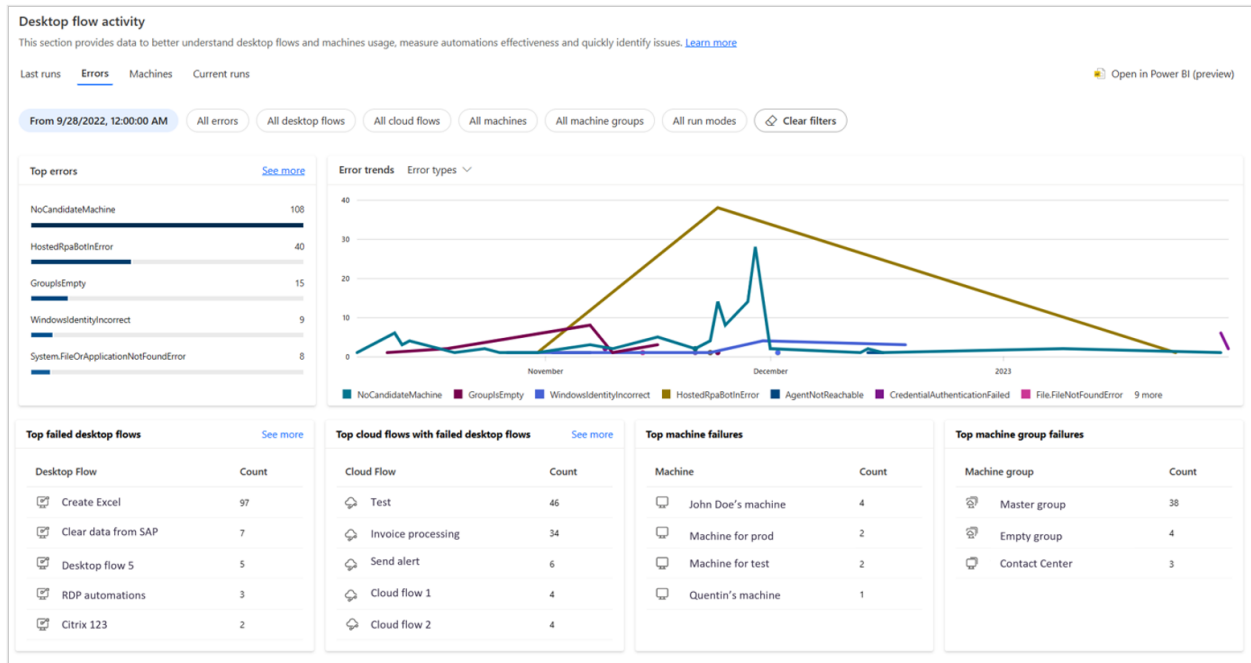 Desktop flow activity
This section provides data to better understand desktop flows and machines usage, measure automations effectiveness and quickly identify issues. Learn more
Last runs Errors Machines Current runs Open in Power BI (preview)
From 9/28/2022, 12:00:00 AM All errors All desktop flows All cloud flows All machines All machine groups All run modes Clear filters
Top errors See more
NoCandidateMachine 108
HostedRpaBotInError 40
GroupIsEmpty 15
WindowsIdentityIncorrect 9
System.FileOrApplicationNotFoundError 8
Error trends Error types
40
30
20
10
0
November December 2023
NoCandidateMachine GroupIsEmpty WindowsIdentityIncorrect HostedRpaBotInError AgentNotReachable CredentialAuthenticationFailed File.FileNotFoundError 9 more
Top failed desktop flows See more
Desktop Flow Count
Create Excel 97
Clear data from SAP 7
Desktop flow 5 5
RDP automations 3
Citrix 123 2
Top cloud flows with failed desktop flows See more
Cloud Flow Count
Test 46
Invoice processing 34
Send alert 6
Cloud flow 1 4
Cloud flow 2 4
Top machine failures
Machine Count
John Doe's machine 4
Machine for prod 2
Machine for test 2
Quentin's machine 1
Top machine group failures
Machine group Count
Master group 38
Empty group 4
Contact Center 3